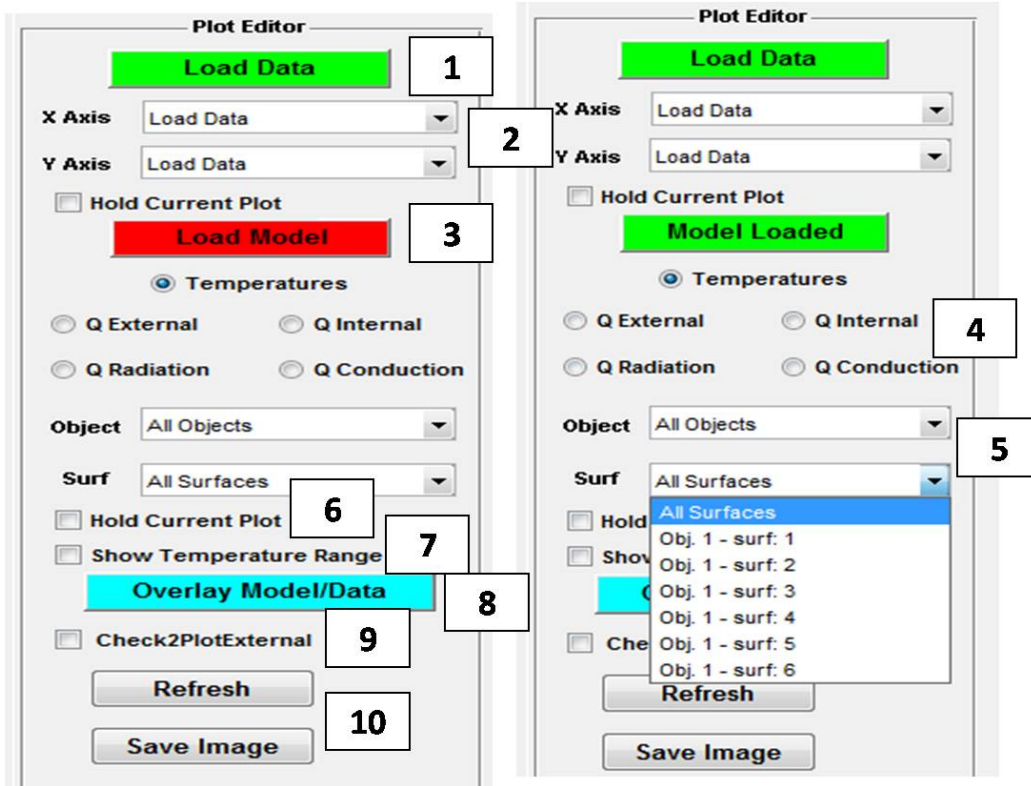 Plot Editor
Load Data
1
X Axis Load Data
2
Y Axis Load Data
Hold Current Plot
Load Model
3
Temperatures
Q External Q Internal
Q Radiation Q Conduction
Object All Objects
Surf All Surfaces
6
Hold Current Plot
7
Show Temperature Range
Overlay Model/Data
8
Check2PlotExternal
9
Refresh
10
Save Image
Plot Editor
Load Data
X Axis Load Data
Y Axis Load Data
Hold Current Plot
Model Loaded
Temperatures
Q External Q Internal
4
Q Radiation Q Conduction
Object All Objects
5
Surf All Surfaces
All Surfaces
Hold
Obj. 1 - surf: 1
Show
Obj. 1 - surf: 2
Obj. 1 - surf: 3
Obj. 1 - surf: 4
Che
Obj. 1 - surf: 5
Obj. 1 - surf: 6
Refresh
Save Image